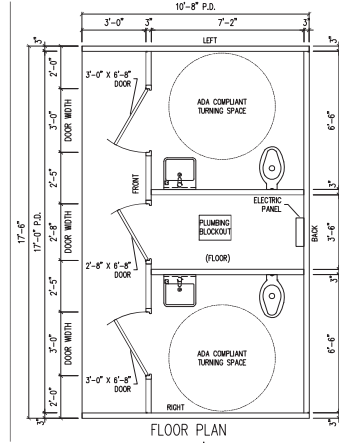 10'-8" P.D.
3'-0"
3"
7'-2"
3"
LEFT
3"
2'-0"
3'-0"
DOOR WIDTH
2'-5"
2'-8"
DOOR WIDTH
2'-5"
3'-0"
DOOR WIDTH
2'-0"
3"
17'-6"
17'-0" P.D.
3'-0" X 6'-8"
DOOR
ADA COMPLIANT
TURNING SPACE
FRONT
ELECTRIC
PANEL
PLUMBING
BLOCKOUT
(FLOOR)
2'-8" X 6'-8"
DOOR
BACK
3"
6'-6"
3"
3'-6"
3"
6'-6"
3"
ADA COMPLIANT
TURNING SPACE
3'-0" X 6'-8"
DOOR
RIGHT
FLOOR PLAN